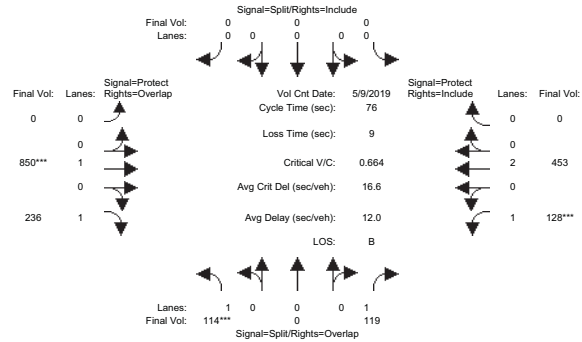 Signal=Split/Rights=Include
Final Vol: 0 0 0
Lanes: 0 0 0 0 0
Signal=Protect
Final Vol: Lanes: Rights=Overlap
Vol Cnt Date: 5/9/2019
Signal=Protect
Rights=Include Lanes: Final Vol:
Cycle Time (sec): 76
0 0
0 0
Loss Time (sec): 9
0
0
850*** 1
Critical V/C: 0.664
2 453
0
Avg Crit Del (sec/veh): 16.6
0
236 1
Avg Delay (sec/veh): 12.0
1 128***
LOS: B
Lanes: 1 0 0 0 1
Final Vol: 114*** 0 119
Signal=Split/Rights=Overlap